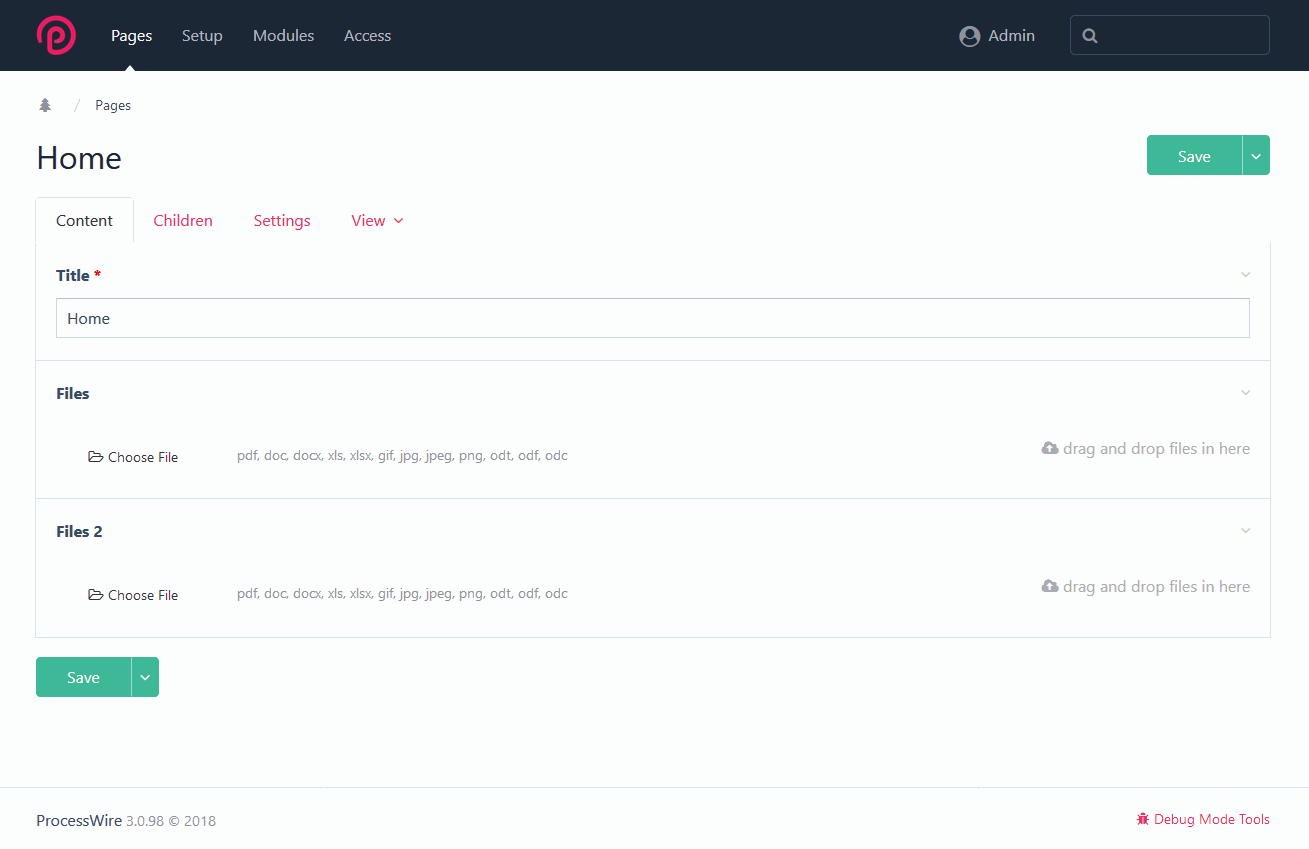 Pages Setup Modules Access Admin
/ Pages
Home
Save
Content Children Settings View
Title *
Home
Files
Choose File pdf, doc, docx, xls, xlsx, gif, jpg, jpeg, png, odt, odf, odc drag and drop files in here
Files 2
Choose File pdf, doc, docx, xls, xlsx, gif, jpg, jpeg, png, odt, odf, odc drag and drop files in here
Save
ProcessWire 3.0.98 © 2018 Debug Mode Tools